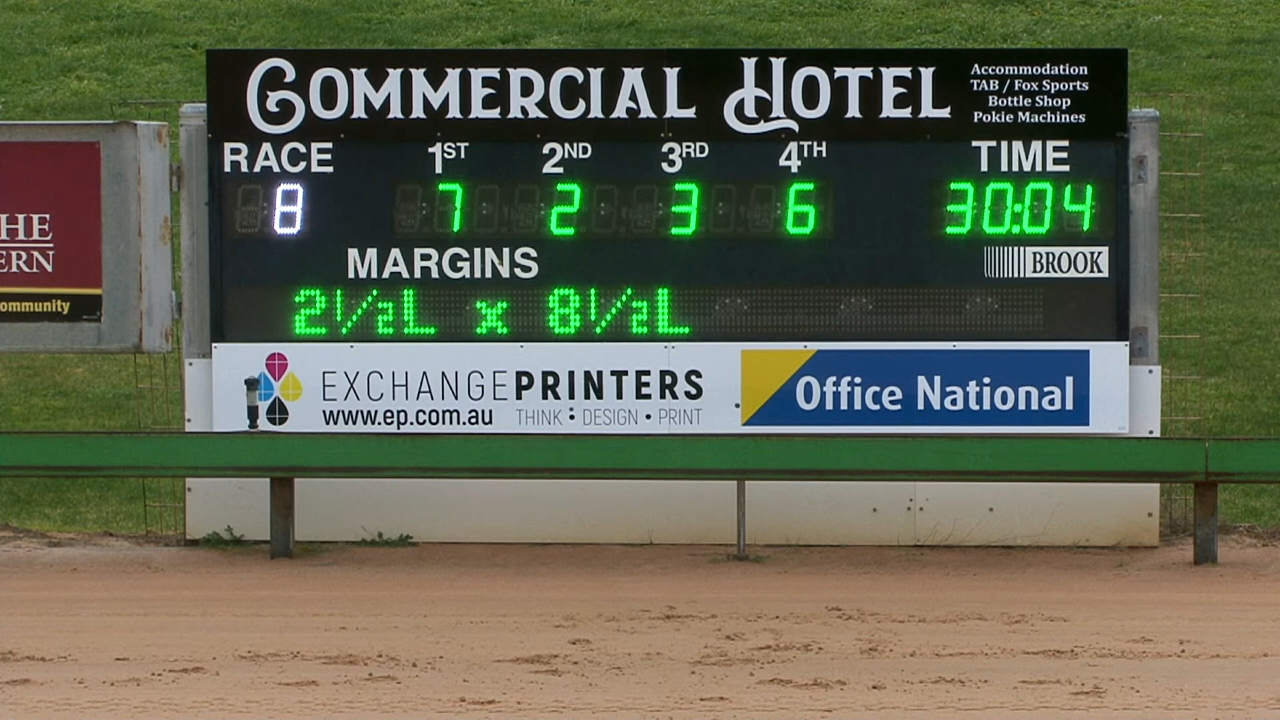 COMMERCIAL HOTEL
Accommodation
TAB / Fox Sports
Bottle Shop
Pokie Machines
RACE 1ST 2ND 3RD 4TH TIME
8 7 2 3 6 30:04
MARGINS
BROOK
2½L x 8½L
HE
ERN
ommunity
EXCHANGEPRINTERS
www.ep.com.au THINK : DESIGN • PRINT
Office National